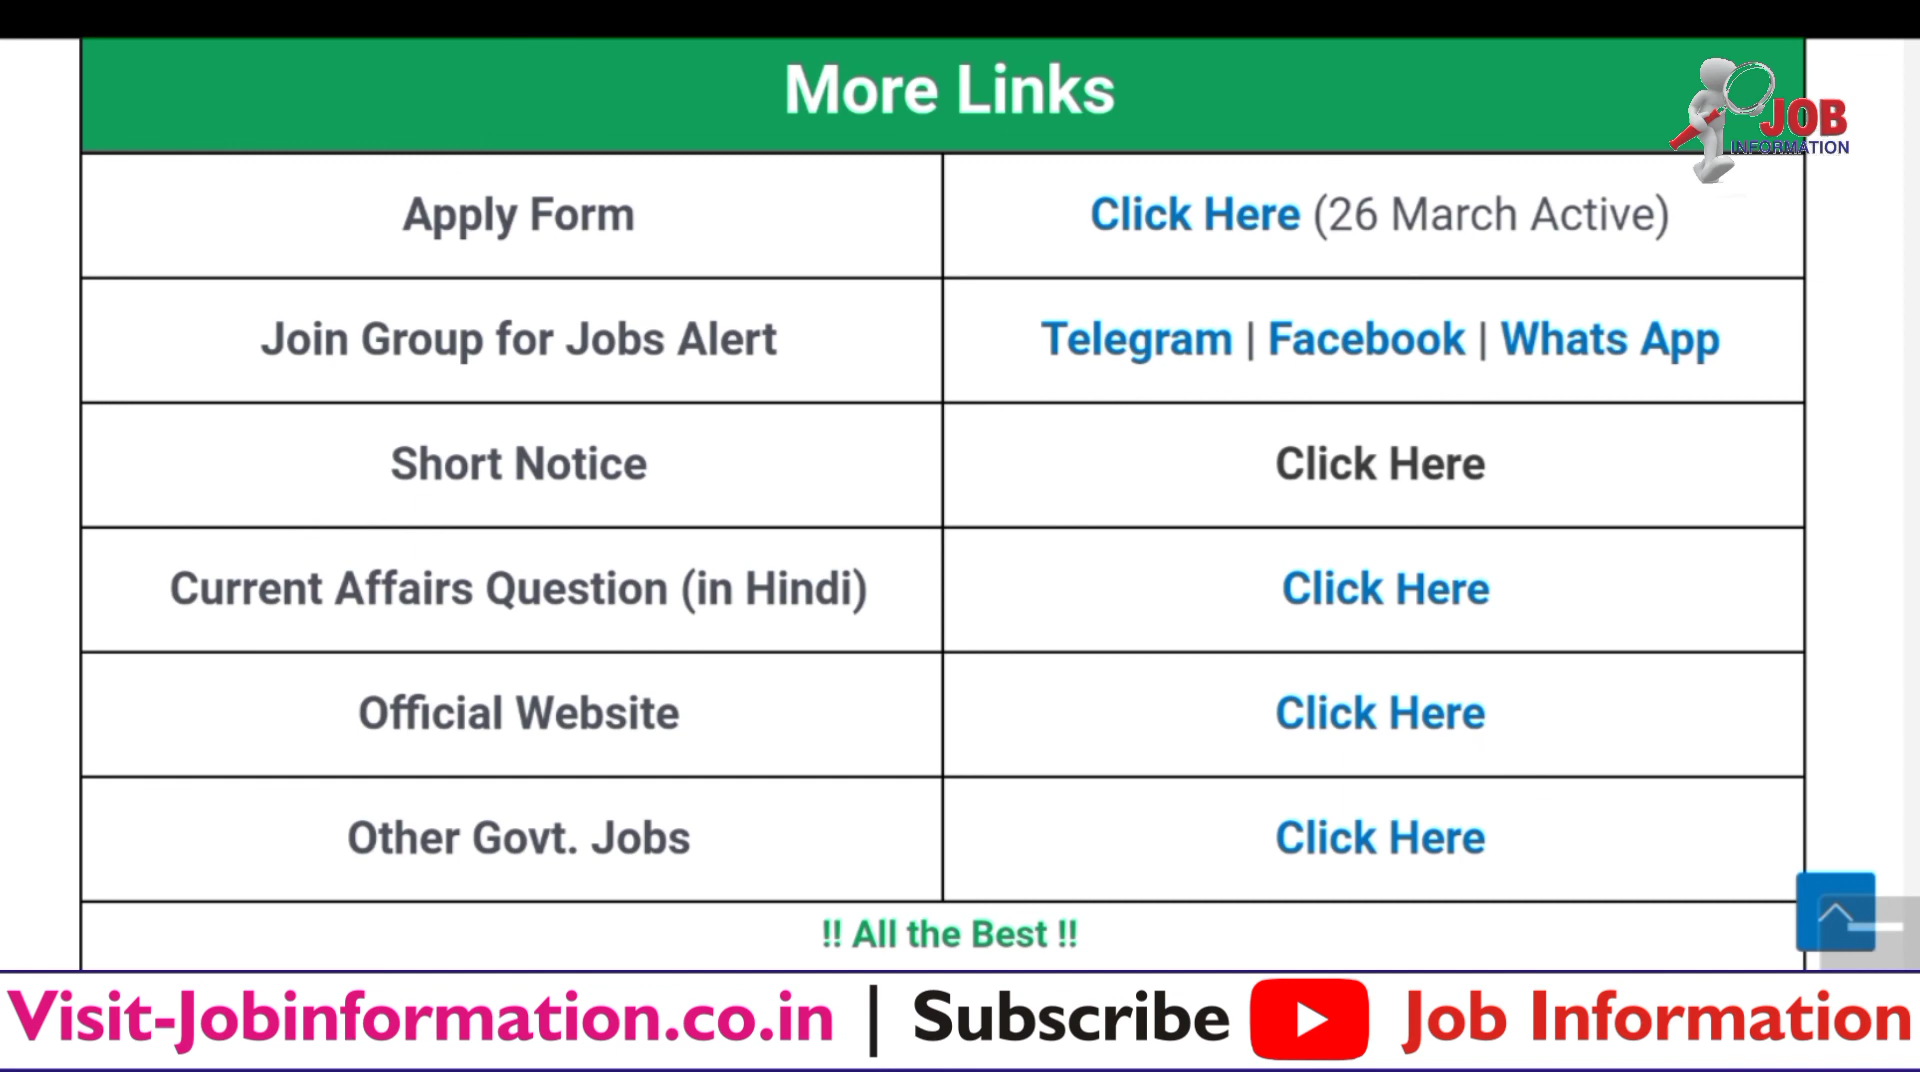 More Links
JOB
INFORMATION
Apply Form
Click Here (26 March Active)
Join Group for Jobs Alert
Telegram | Facebook | Whats App
Short Notice
Click Here
Current Affairs Question (in Hindi)
Click Here
Official Website
Click Here
Other Govt. Jobs
Click Here
!! All the Best !!
Visit-Jobinformation.co.in | Subscribe Job Information